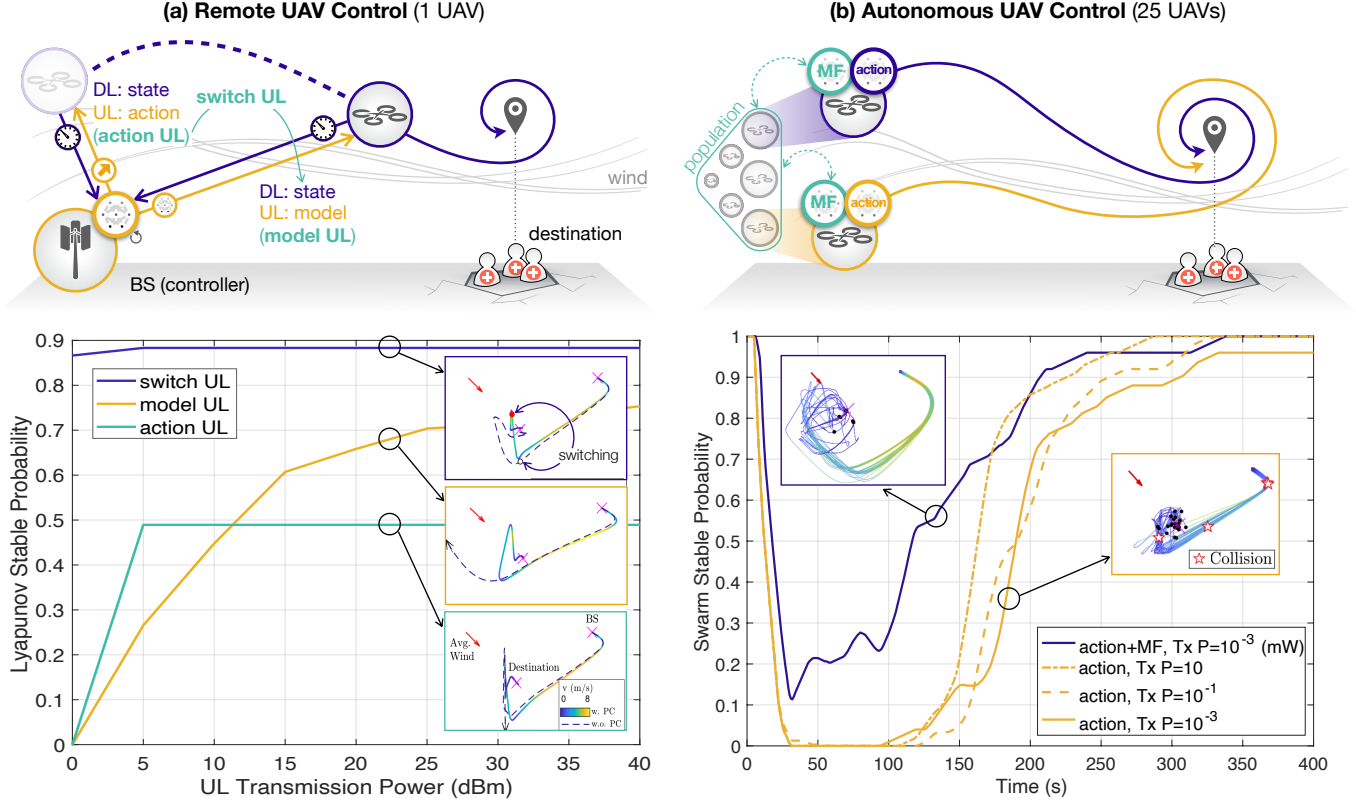 (a) Remote UAV Control (1 UAV)
DL: state
UL: action
(action UL)
switch UL
DL: state
UL: model
(model UL)
wind
destination
BS (controller)
(b) Autonomous UAV Control (25 UAVs)
MF
action
population
MF
action
Lyapunov Stable Probability
0.9
0.8
0.7
0.6
0.5
0.4
0.3
0.2
0.1
0
switch UL
model UL
action UL
switching
BS
Avg.
Wind
Destination
v (m/s)
0 8
w. PC
w.o. PC
0 5 10 15 20 25 30 35 40
UL Transmission Power (dBm)
Swarm Stable Probability
1
0.9
0.8
0.7
0.6
0.5
0.4
0.3
0.2
0.1
0
Collision
action+MF, Tx P=10-3 (mW)
action, Tx P=10
action, Tx P=10-1
action, Tx P=10-3
0 50 100 150 200 250 300 350 400
Time (s)